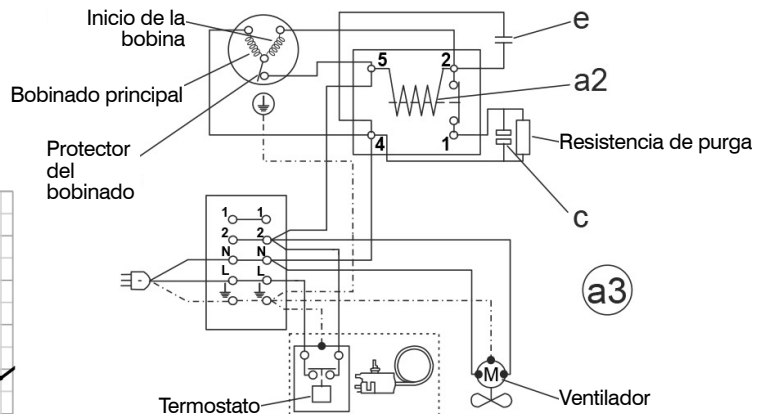 Inicio de la
bobina
Bobinado principal
Protector
del
bobinado
5
2
4
1
e
a2
Resistencia de purga
c
a3
1 1
2 2
N N
L L
M
Termostato
Ventilador